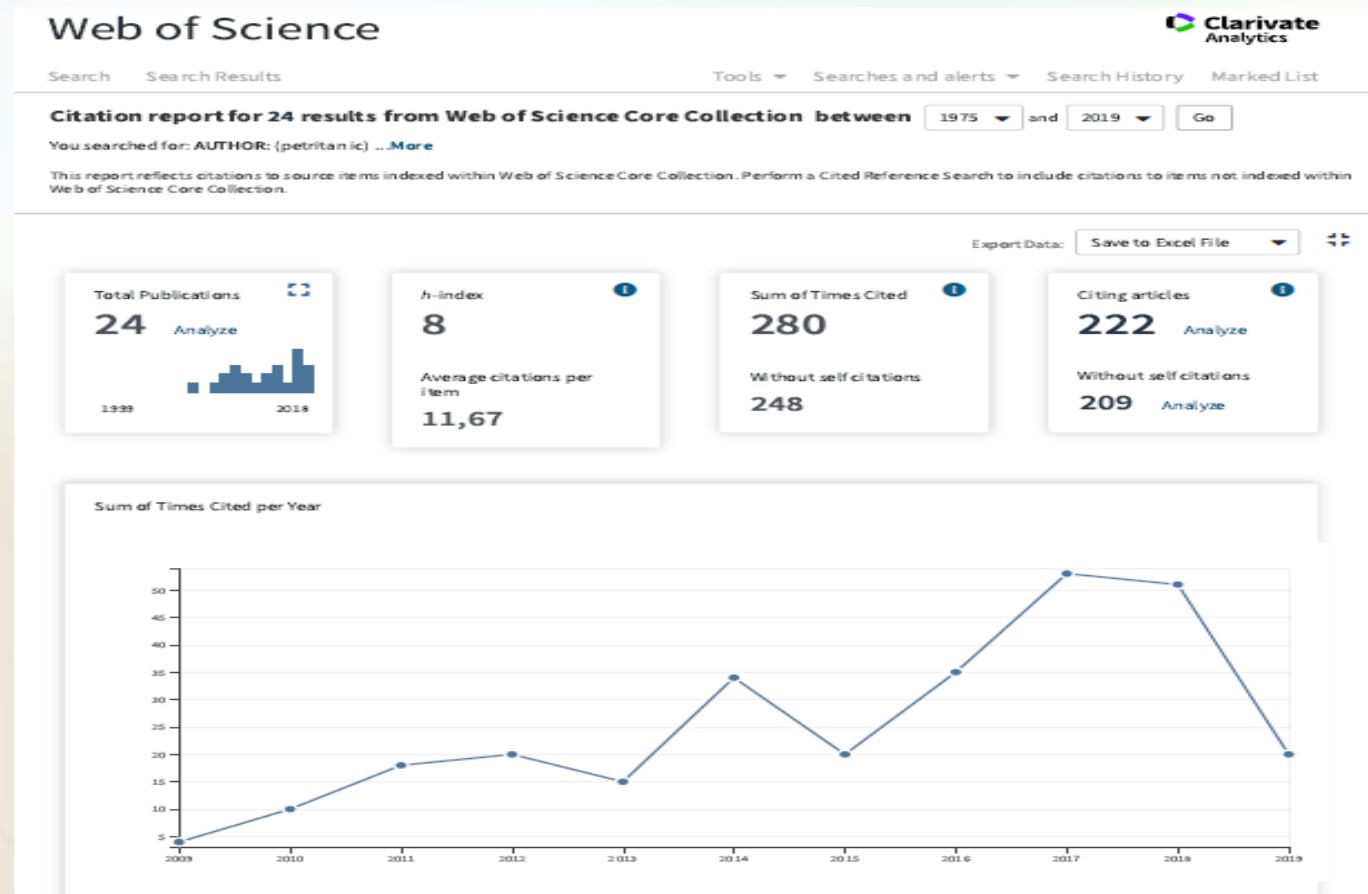 Web of Science
Clarivate
Analytics
Search Search Results Tools Searches and alerts Search History Marked List
Citation report for 24 results from Web of Science Core Collection between 1975 and 2019 Go
You searched for: AUTHOR: (petritan ic) ...More
This report reflects citations to source items indexed within Web of Science Core Collection. Perform a Cited Reference Search to include citations to items not indexed within
Web of Science Core Collection.
Export Data: Save to Excel File
Total Publications
24 Analyze
1999 2018
h-index
8
Average citations per
item
11,67
Sum of Times Cited
280
Without self citations
248
Citing articles
222 Analyze
Without self citations
209 Analyze
Sum of Times Cited per Year
50
45
40
35
30
25
20
15
10
5
2009 2010 2011 2012 2013 2014 2015 2016 2017 2018 2019